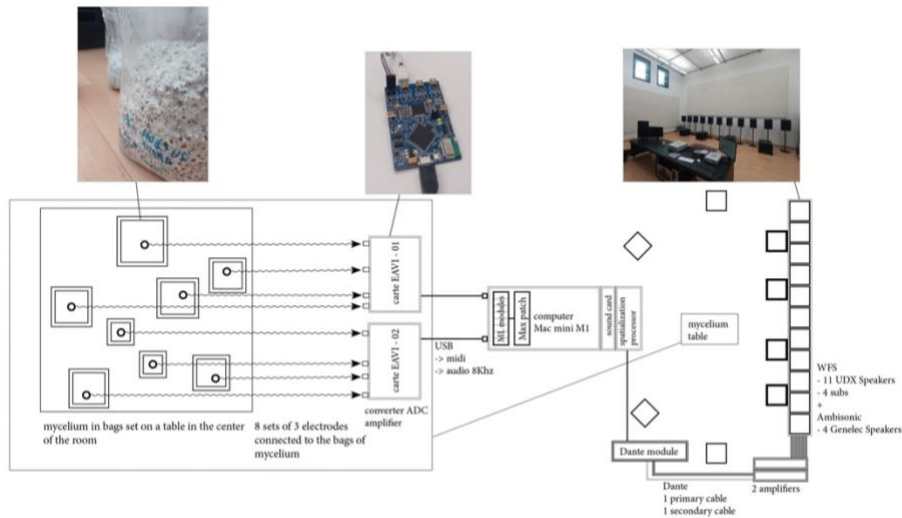 carte EAVI - 01
carte EAVI - 02
mycelium in bags set on a table in the center
of the room
8 sets of 3 electrodes
connected to the bags of
mycelium
converter ADC
amplifier
USB
-> midi
-> audio 8Khz
ML modules
Max patch
computer
Mac mini M1
sound card
spatialization
processor
mycelium
table
WFS
- 11 UDX Speakers
- 4 subs
+
Ambisonic
- 4 Genelec Speakers
Dante module
Dante
1 primary cable
1 secondary cable
2 amplifiers